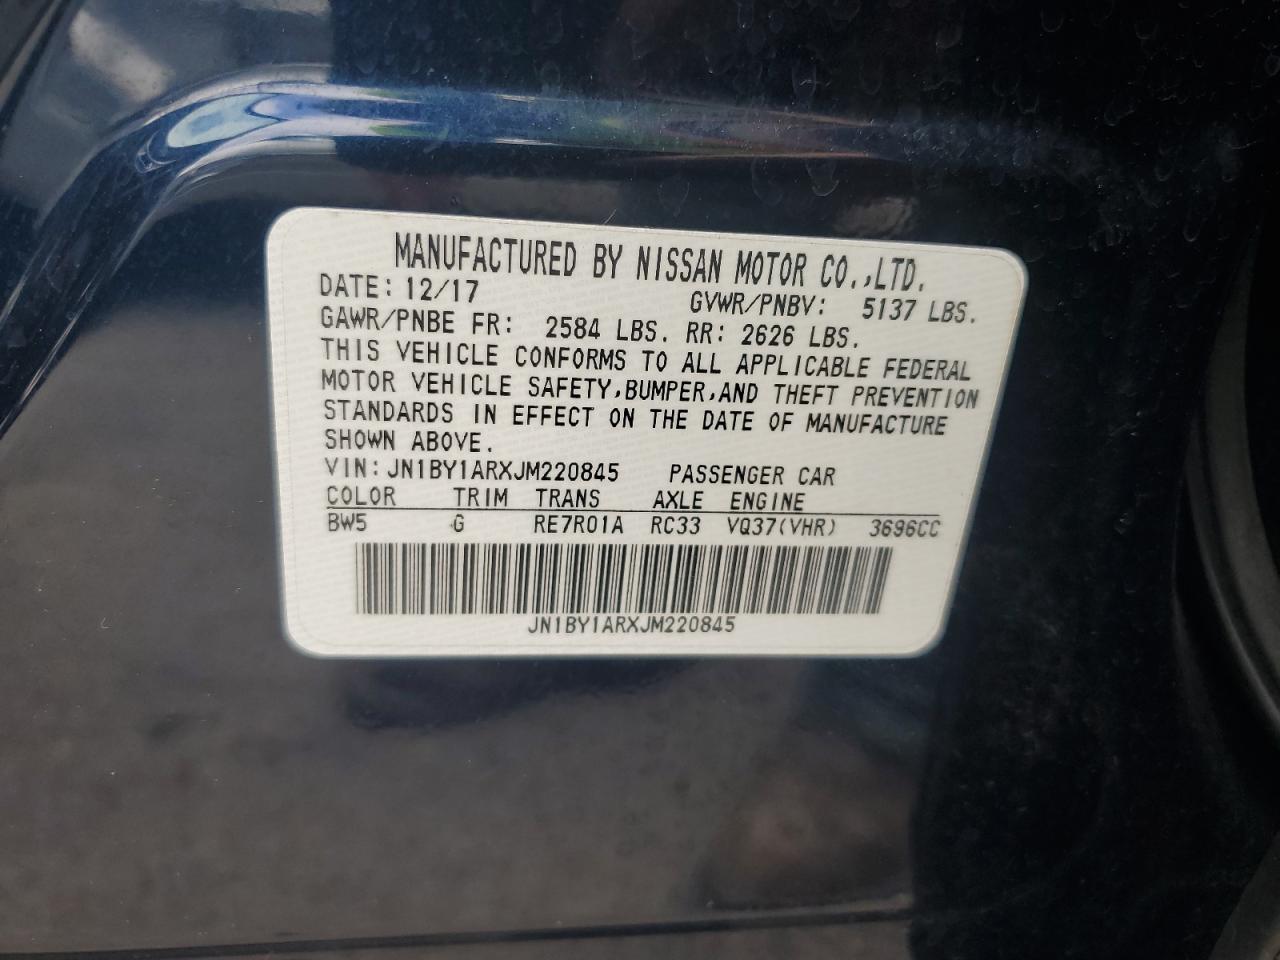 MANUFACTURED BY NISSAN MOTOR CO.,LTD.
DATE: 12/17 GVWR/PNBV: 5137 LBS.
GAWR/PNBE FR: 2584 LBS. RR: 2626 LBS.
THIS VEHICLE CONFORMS TO ALL APPLICABLE FEDERAL
MOTOR VEHICLE SAFETY,BUMPER,AND THEFT PREVENTION
STANDARDS IN EFFECT ON THE DATE OF MANUFACTURE
SHOWN ABOVE.
VIN: JN1BY1ARXJM220845 PASSENGER CAR
COLOR TRIM TRANS AXLE ENGINE
BW5 G RE7R01A RC33 VQ37(VHR) 3696CC
JN1BY1ARXJM220845